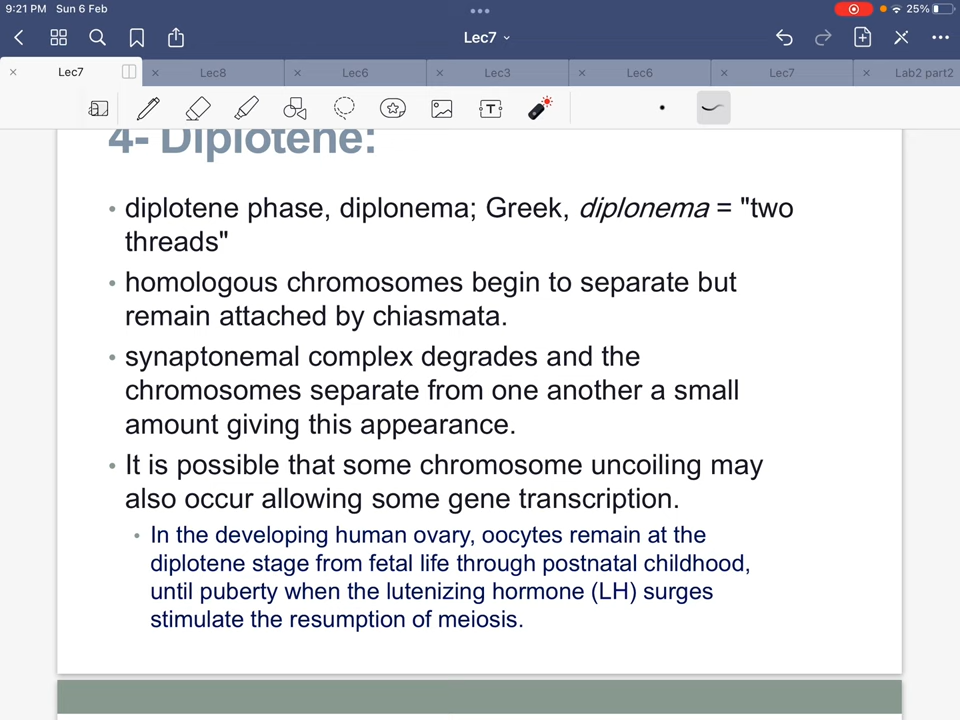 9:21 PM Sun 6 Feb
25%
Lec7
Lec7
Lec8
Lec6
Lec3
Lec6
Lec7
Lab2 part2
T
4- Diplotene:
• diplotene phase, diplonema; Greek, diplonema = "two
threads"
• homologous chromosomes begin to separate but
remain attached by chiasmata.
• synaptonemal complex degrades and the
chromosomes separate from one another a small
amount giving this appearance.
• It is possible that some chromosome uncoiling may
also occur allowing some gene transcription.
• In the developing human ovary, oocytes remain at the
diplotene stage from fetal life through postnatal childhood,
until puberty when the lutenizing hormone (LH) surges
stimulate the resumption of meiosis.